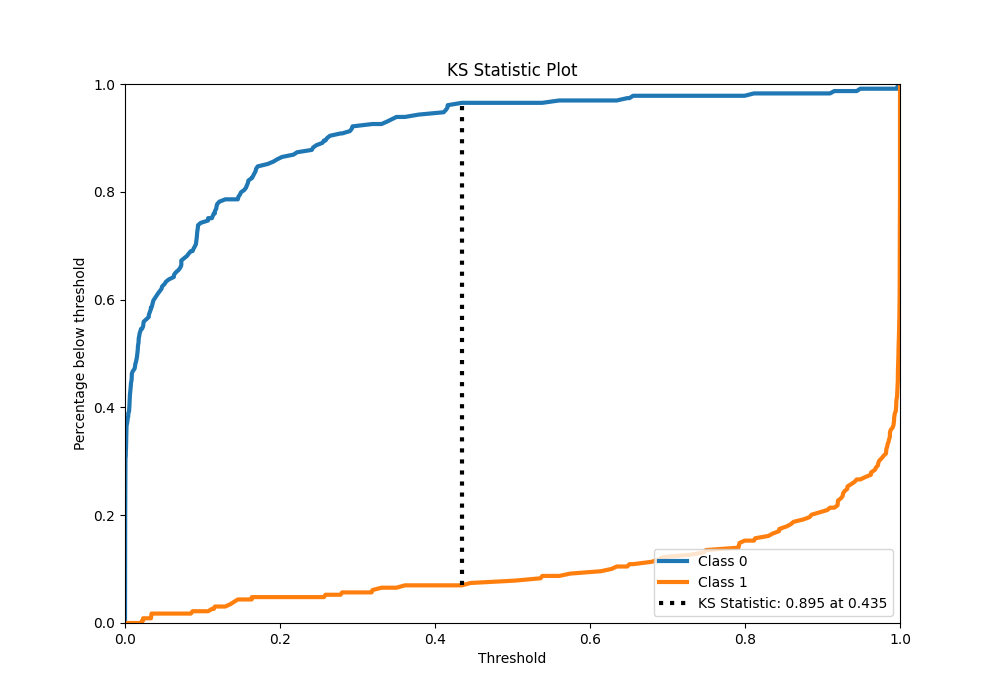 KS Statistic Plot
1.0
0.8
0.6
0.4
0.2
0.0
Percentage below threshold
0.0 0.2 0.4 0.6 0.8 1.0
Threshold
Class 0
Class 1
KS Statistic: 0.895 at 0.435